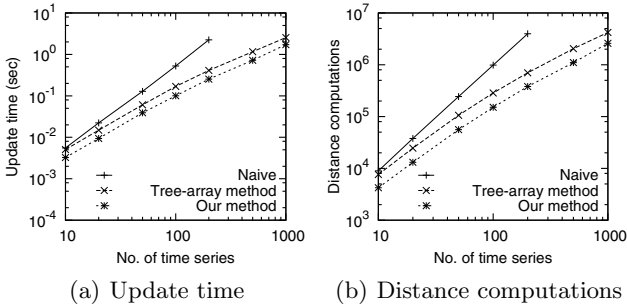 Update time (sec)
10^1
10^0
10^-1
10^-2
10^-3
10^-4
Naive
Tree-array method
Our method
10 100 1000
No. of time series
(a) Update time
Distance computations
10^7
10^6
10^5
10^4
10^3
Naive
Tree-array method
Our method
10 100 1000
No. of time series
(b) Distance computations